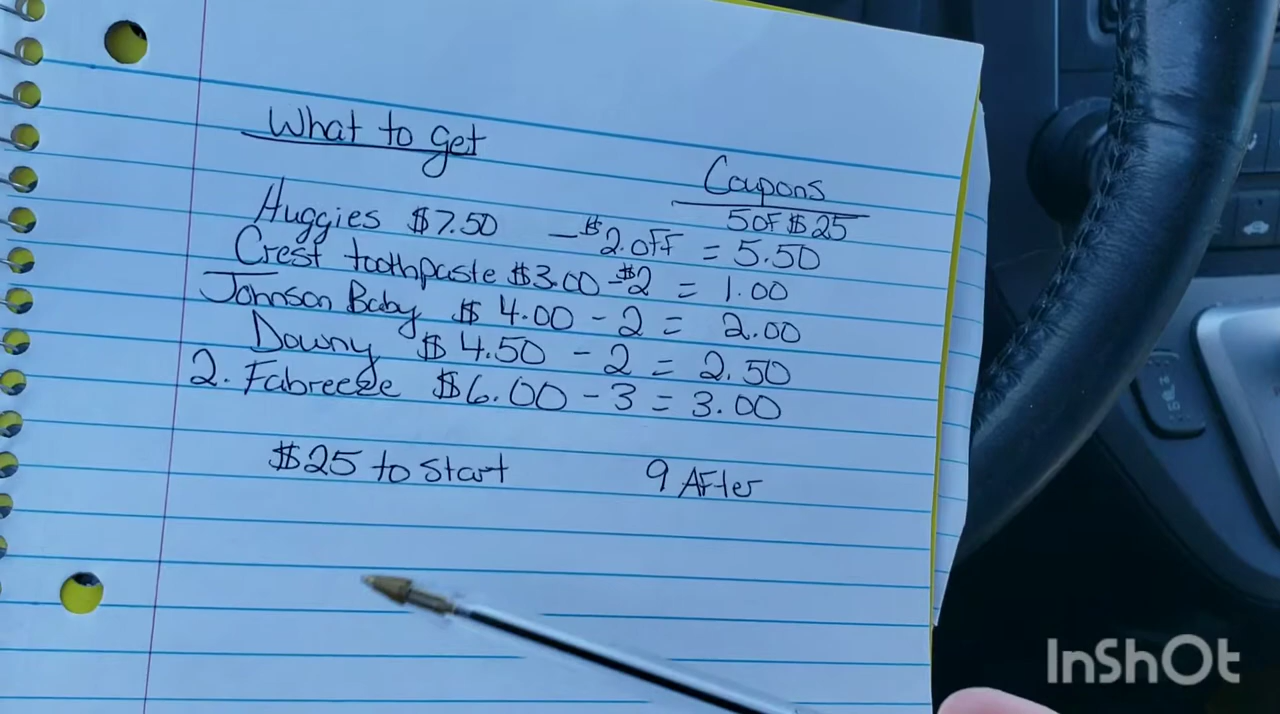 What to get
Coupons
5 off $25
Huggies $7.50 -$2.off = 5.50
Crest toothpaste $3.00 -$2 = 1.00
Johnson Baby $4.00 - 2 = 2.00
Downy $4.50 - 2 = 2.50
2. Fabreeze $6.00 - 3 = 3.00
$25 to start 9 After
InShOt